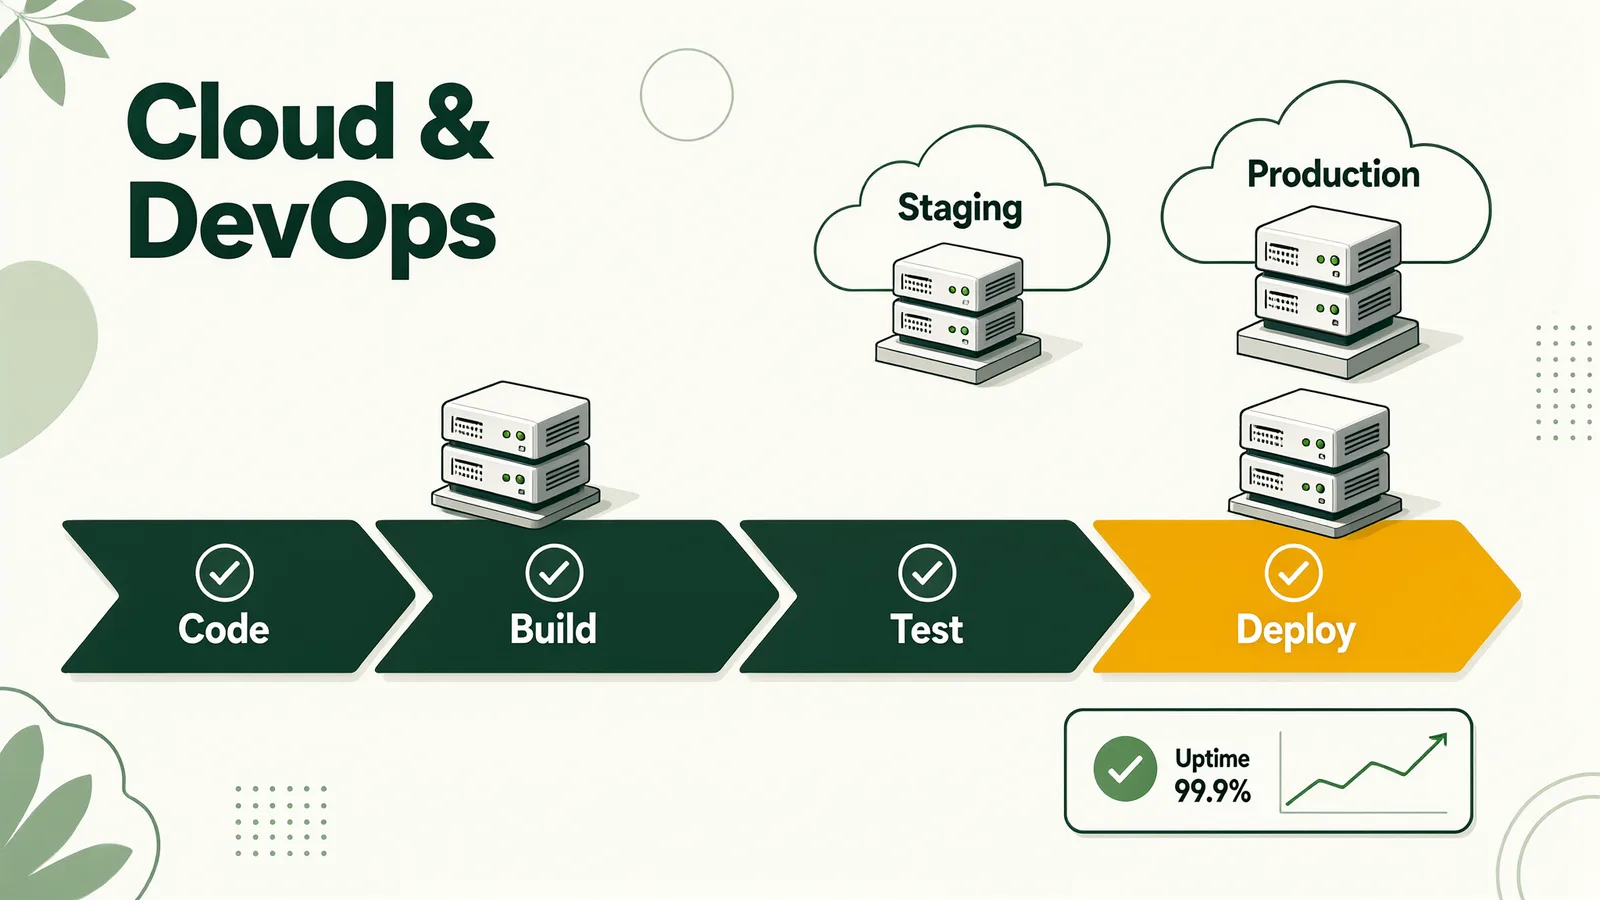 Cloud &
DevOps
Staging
Production
Code
Build
Test
Deploy
Uptime
99.9%